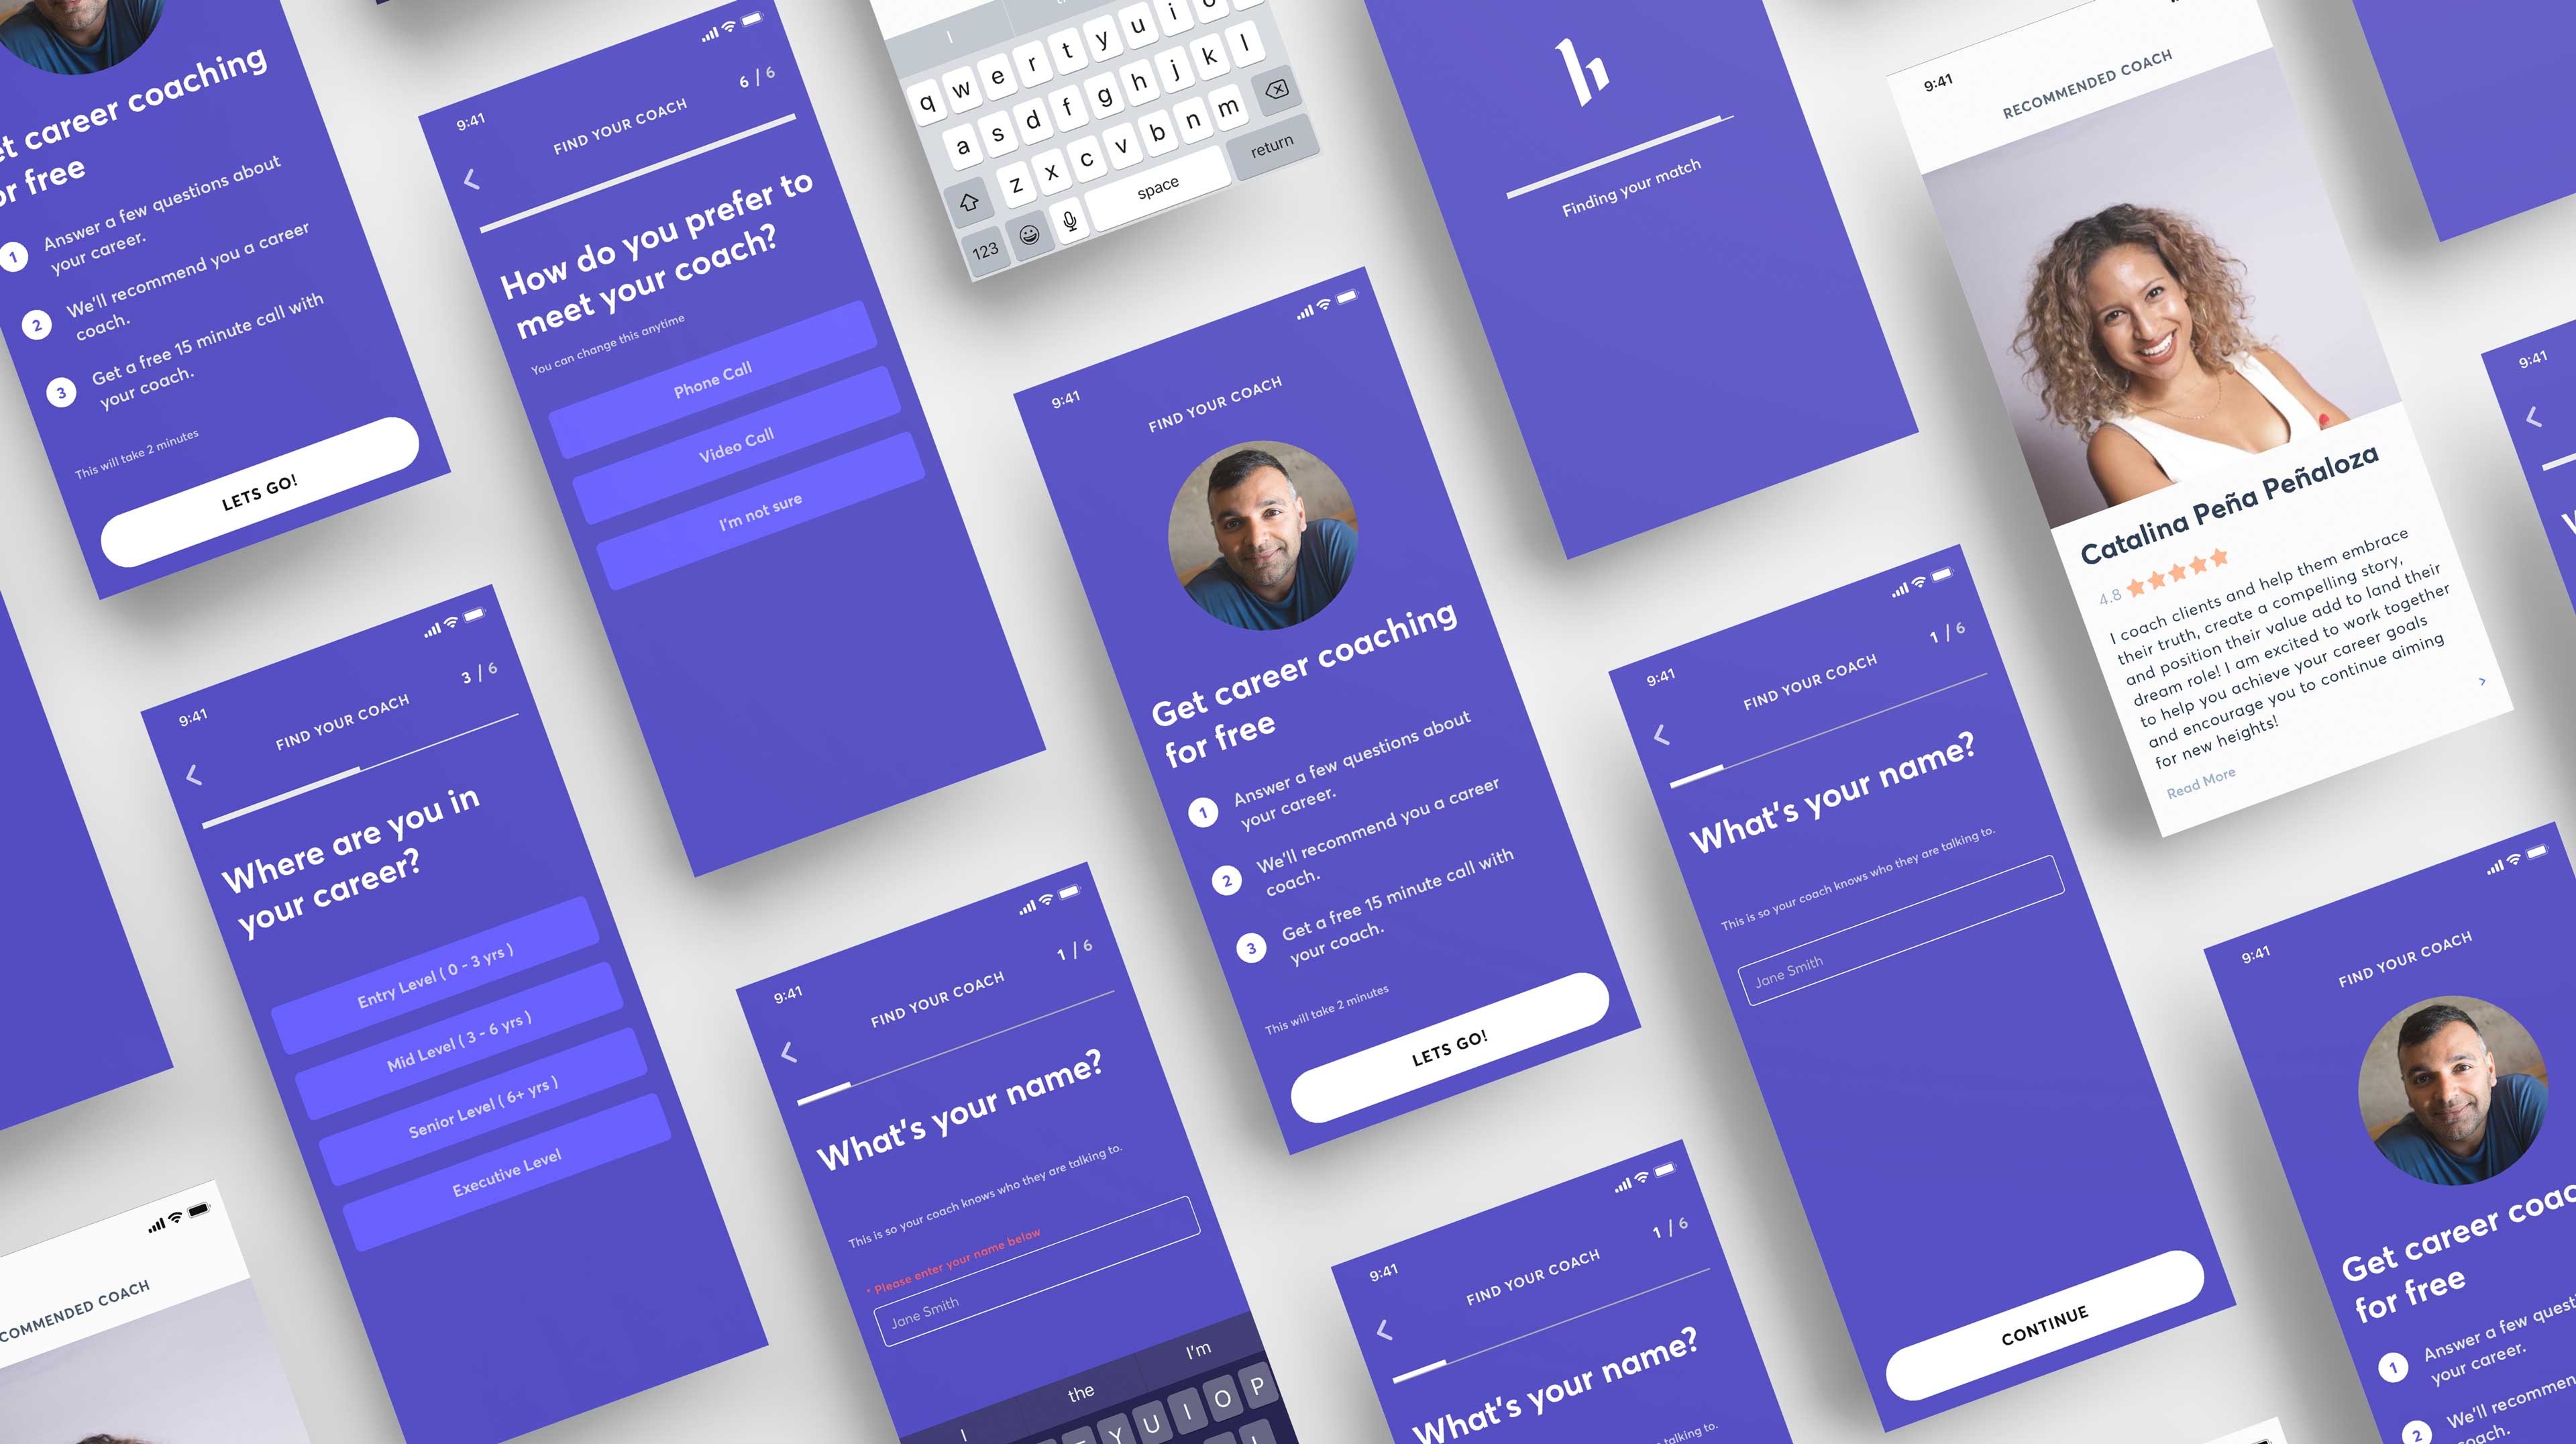 et career coaching
or free
1
Answer a few questions about
your career.
2
We'll recommend you a career
coach.
3
Get a free 15 minute call with
your coach.
This will take 2 minutes
LETS GO!
9:41
FIND YOUR COACH
6 / 6
How do you prefer to
meet your coach?
You can change this anytime
Phone Call
Video Call
I'm not sure
I
q w e r t y u i o
a s d f g h j k l
z x c v b n m
123
space
return
Finding your match
9:41
RECOMMENDED COACH
Catalina Peña Peñaloza
4.8
I coach clients and help them embrace
their truth, create a compelling story,
and position their value add to land their
dream role! I am excited to work together
to help you achieve your career goals
and encourage you to continue aiming
for new heights!
Read More
9:41
9:41
FIND YOUR COACH
3 / 6
Where are you in
your career?
Entry Level ( 0 - 3 yrs )
Mid Level ( 3 - 6 yrs )
Senior Level ( 6+ yrs )
Executive Level
9:41
FIND YOUR COACH
Get career coaching
for free
1
Answer a few questions about
your career.
2
We'll recommend you a career
coach.
3
Get a free 15 minute call with
your coach.
This will take 2 minutes
LETS GO!
9:41
FIND YOUR COACH
1 / 6
What's your name?
This is so your coach knows who they are talking to.
Jane Smith
CONTINUE
9:41
FIND YOUR COACH
1 / 6
What's your name?
This is so your coach knows who they are talking to.
* Please enter your name below
Jane Smith
I the I'm
Y U I O P
L
9:41
FIND YOUR COACH
1 / 6
What's your name?
talking to.
9:41
FIND YOUR COACH
Get career coac
for free
1
Answer a few questi
your career.
2
We'll recommen
coach.
COMMENDED COACH